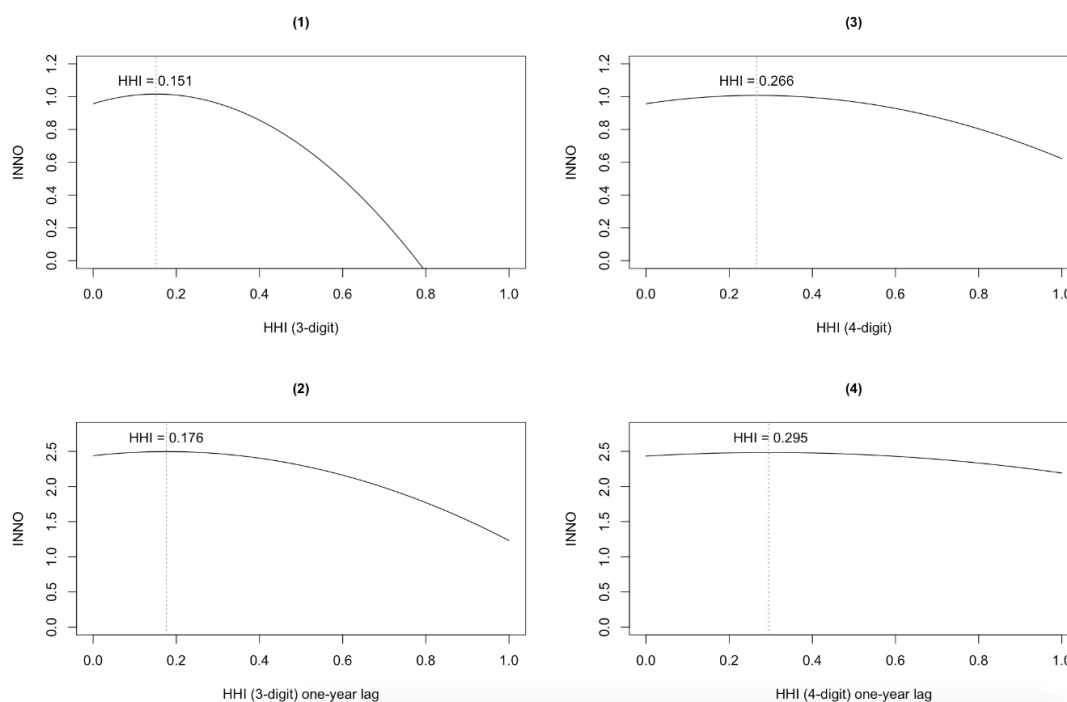 (1)
HHI = 0.151
INNO
0.0 0.2 0.4 0.6 0.8 1.0 1.2
0.0 0.2 0.4 0.6 0.8 1.0
HHI (3-digit)
(3)
HHI = 0.266
INNO
0.0 0.2 0.4 0.6 0.8 1.0 1.2
0.0 0.2 0.4 0.6 0.8 1.0
HHI (4-digit)
(2)
HHI = 0.176
INNO
0.0 0.5 1.0 1.5 2.0 2.5
0.0 0.2 0.4 0.6 0.8 1.0
HHI (3-digit) one-year lag
(4)
HHI = 0.295
INNO
0.0 0.5 1.0 1.5 2.0 2.5
0.0 0.2 0.4 0.6 0.8 1.0
HHI (4-digit) one-year lag